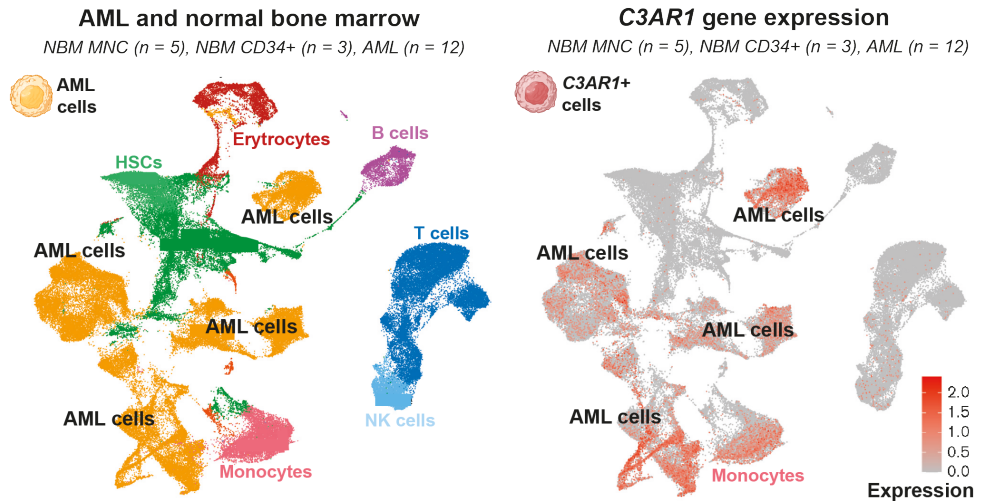 AML and normal bone marrow
NBM MNC (n = 5), NBM CD34+ (n = 3), AML (n = 12)
AML
cells
Erytrocytes
B cells
HSCs
AML cells
T cells
AML cells
AML cells
AML cells
NK cells
Monocytes
C3AR1 gene expression
NBM MNC (n = 5), NBM CD34+ (n = 3), AML (n = 12)
C3AR1+
cells
AML cells
AML cells
AML cells
AML cells
Monocytes
2.0
1.5
1.0
0.5
0.0
Expression